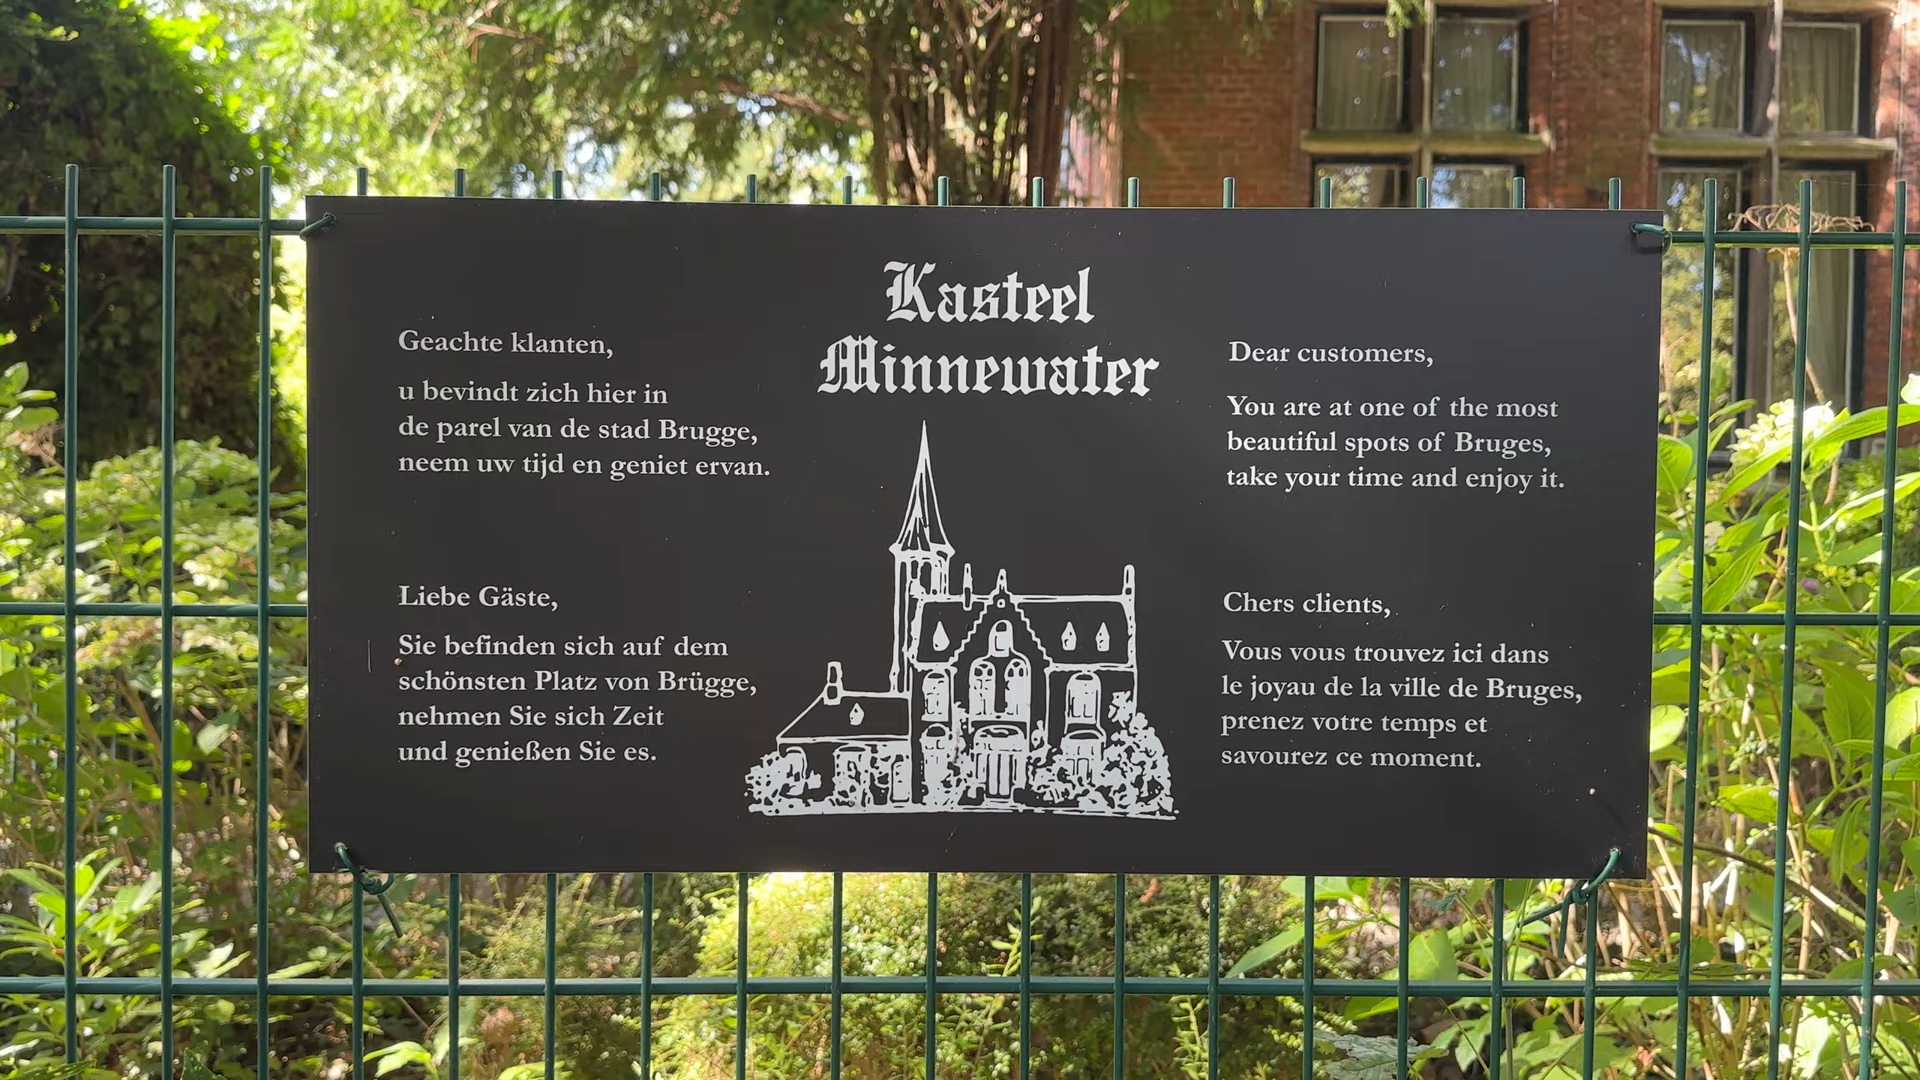 Kasteel
Minnewater
Geachte klanten,
u bevindt zich hier in
de parel van de stad Brugge,
neem uw tijd en geniet ervan.
Dear customers,
You are at one of the most
beautiful spots of Bruges,
take your time and enjoy it.
Liebe Gäste,
Sie befinden sich auf dem
schönsten Platz von Brügge,
nehmen Sie sich Zeit
und genießen Sie es.
Chers clients,
Vous vous trouvez ici dans
le joyau de la ville de Bruges,
prenez votre temps et
savourez ce moment.